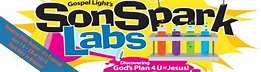 Gospel Light's
SonSpark
Labs
Discovering
God's Plan 4 U = Jesus!